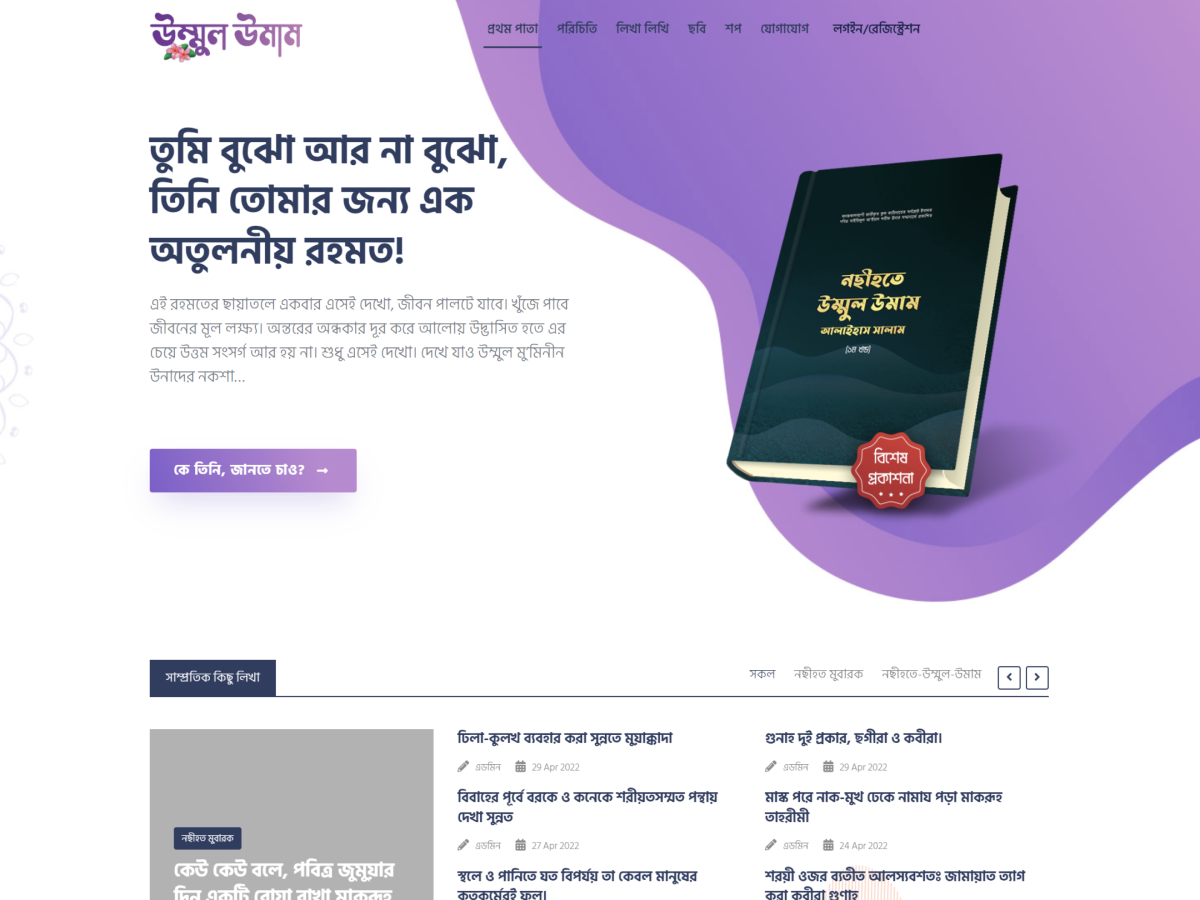 উম্মুল উমাম
প্রথম পাতা পরিচিতি লিখা লিখি ছবি শপ যোগাযোগ লগইন/রেজিস্ট্রেশন
তুমি বুঝো আর না বুঝো,
তিনি তোমার জন্য এক
অতুলনীয় রহমত!
এই রহমতের ছায়াতলে একবার এসেই দেখো, জীবন পালটে যাবে। খুঁজে পাবে
জীবনের মূল লক্ষ্য। অন্তরের অন্ধকার দূর করে আলোয় উদ্ভাসিত হতে এর
চেয়ে উত্তম সংসর্গ আর হয় না। শুধু এসেই দেখো। দেখে যাও উম্মুল মু'মিনীন
উনাদের নকশা...
কে তিনি, জানতে চাও? →
নছীহতে
উম্মুল উমাম
আলাইহাস সালাম
বিশেষ
প্রকাশনা
সাম্প্রতিক কিছু লিখা
সকল নছীহত মুবারক নছীহতে-উম্মুল-উমাম
নছীহত মুবারক
কেউ কেউ বলে, পবিত্র জুমুয়ার
দিন একটি রোযা রাখা মাকরূহ
ঢিলা-কুলখ ব্যবহার করা সুন্নতে মুয়াক্কাদা
এডমিন 29 Apr 2022
বিবাহের পূর্বে বরকে ও কনেকে শরীয়তসম্মত পন্থায়
দেখা সুন্নত
এডমিন 27 Apr 2022
স্থলে ও পানিতে যত বিপর্যয় তা কেবল মানুষের
কৃতকর্মেরই ফল।
গুনাহ দুই প্রকার, ছগীরা ও কবীরা।
এডমিন 29 Apr 2022
মাস্ক পরে নাক-মুখ ঢেকে নামায পড়া মাকরূহ
তাহরীমী
এডমিন 24 Apr 2022
শরয়ী ওজর ব্যতীত আলস্যবশতঃ জামায়াত ত্যাগ
করা কবীরা গুণাহ